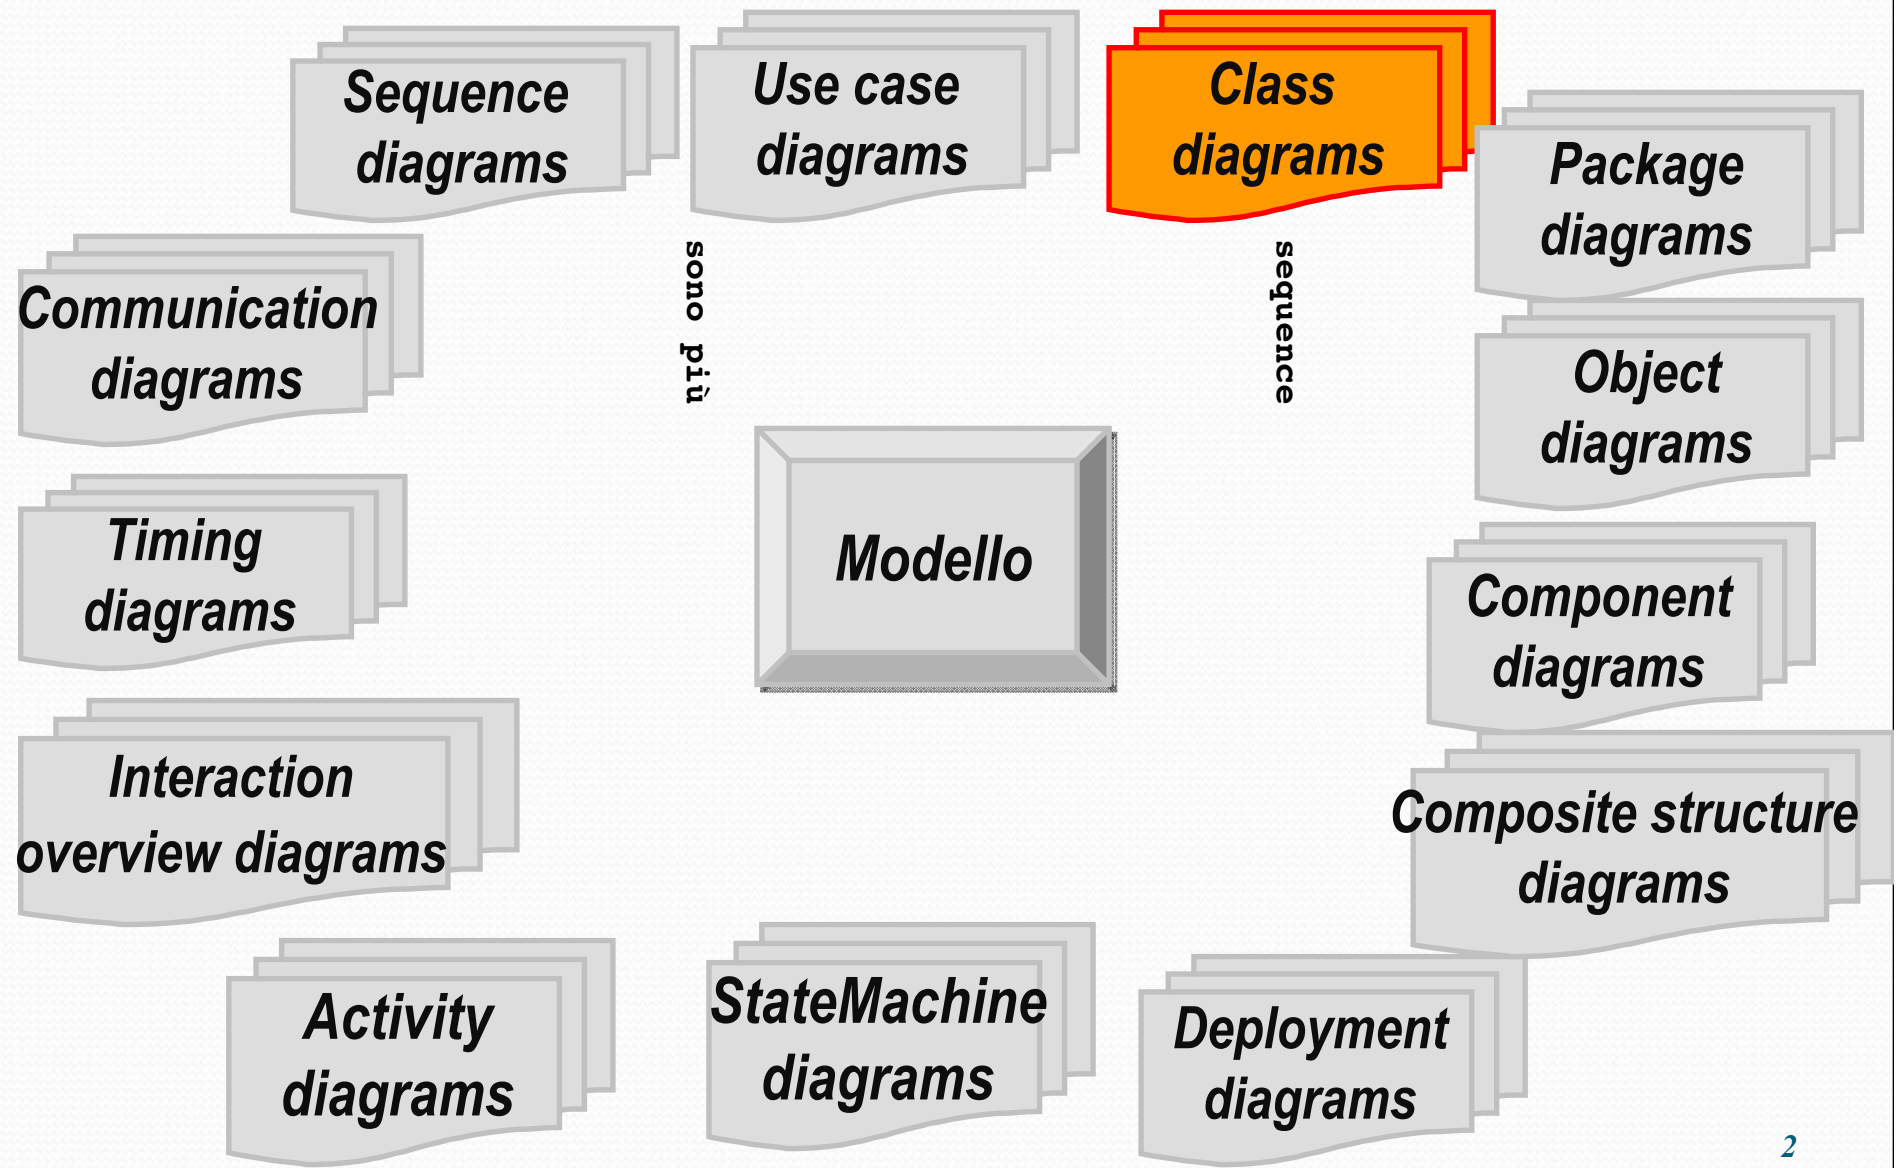 Sequence
diagrams
Use case
diagrams
Class
diagrams
Package
diagrams
Communication
diagrams
sono più
sequence
Object
diagrams
Timing
diagrams
Modello
Component
diagrams
Interaction
overview diagrams
Composite structure
diagrams
Activity
diagrams
StateMachine
diagrams
Deployment
diagrams
2